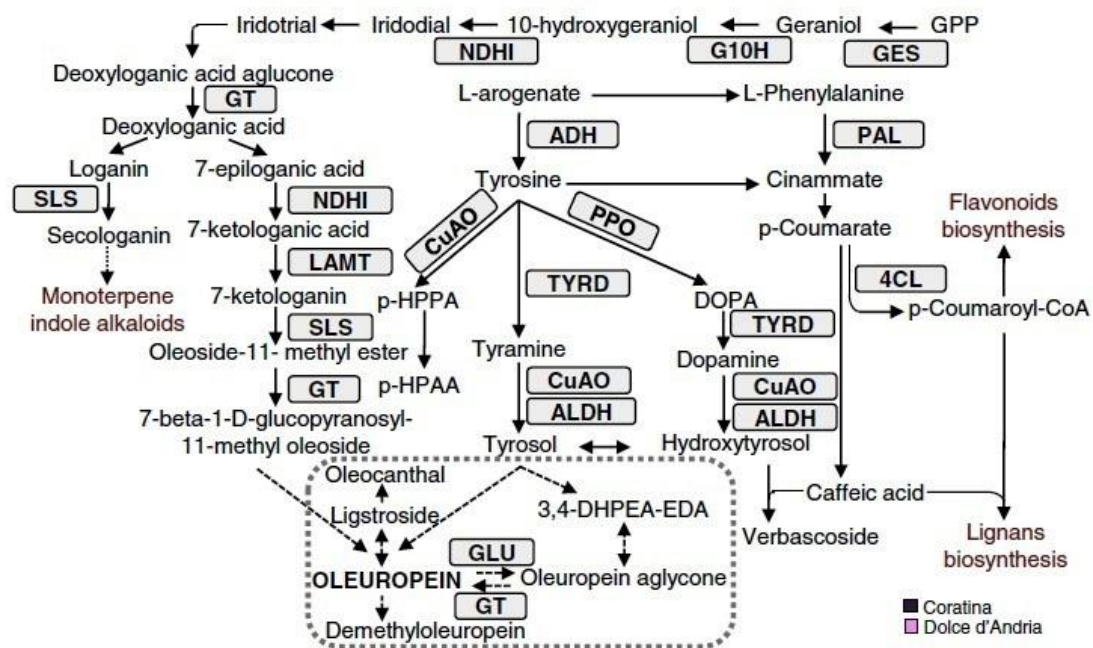 Iridotrial
Iridodial
10-hydroxygeraniol
Geraniol
GPP
NDHI
G10H
GES
Deoxyloganic acid aglucone
GT
L-arogenate
L-Phenylalanine
Deoxyloganic acid
ADH
PAL
Loganin
7-epiloganic acid
SLS
NDHI
Tyrosine
Cinammate
Secologanin
7-ketologanic acid
CuAO
PPO
p-Coumarate
Flavonoids
biosynthesis
LAMT
Monoterpene
indole alkaloids
7-ketologanin
p-HPPA
TYRD
DOPA
4CL
p-Coumaroyl-CoA
SLS
TYRD
Oleoside-11- methyl ester
Tyramine
Dopamine
GT
p-HPAA
CuAO
ALDH
CuAO
ALDH
7-beta-1-D-glucopyranosyl-
11-methyl oleoside
Tyrosol
Hydroxytyrosol
Oleocanthal
Ligstroside
3,4-DHPEA-EDA
Caffeic acid
Verbascoside
Lignans
biosynthesis
OLEUROPEIN
GLU
GT
Oleuropein aglycone
Demethyloleuropein
Coratina
Dolce d'Andria